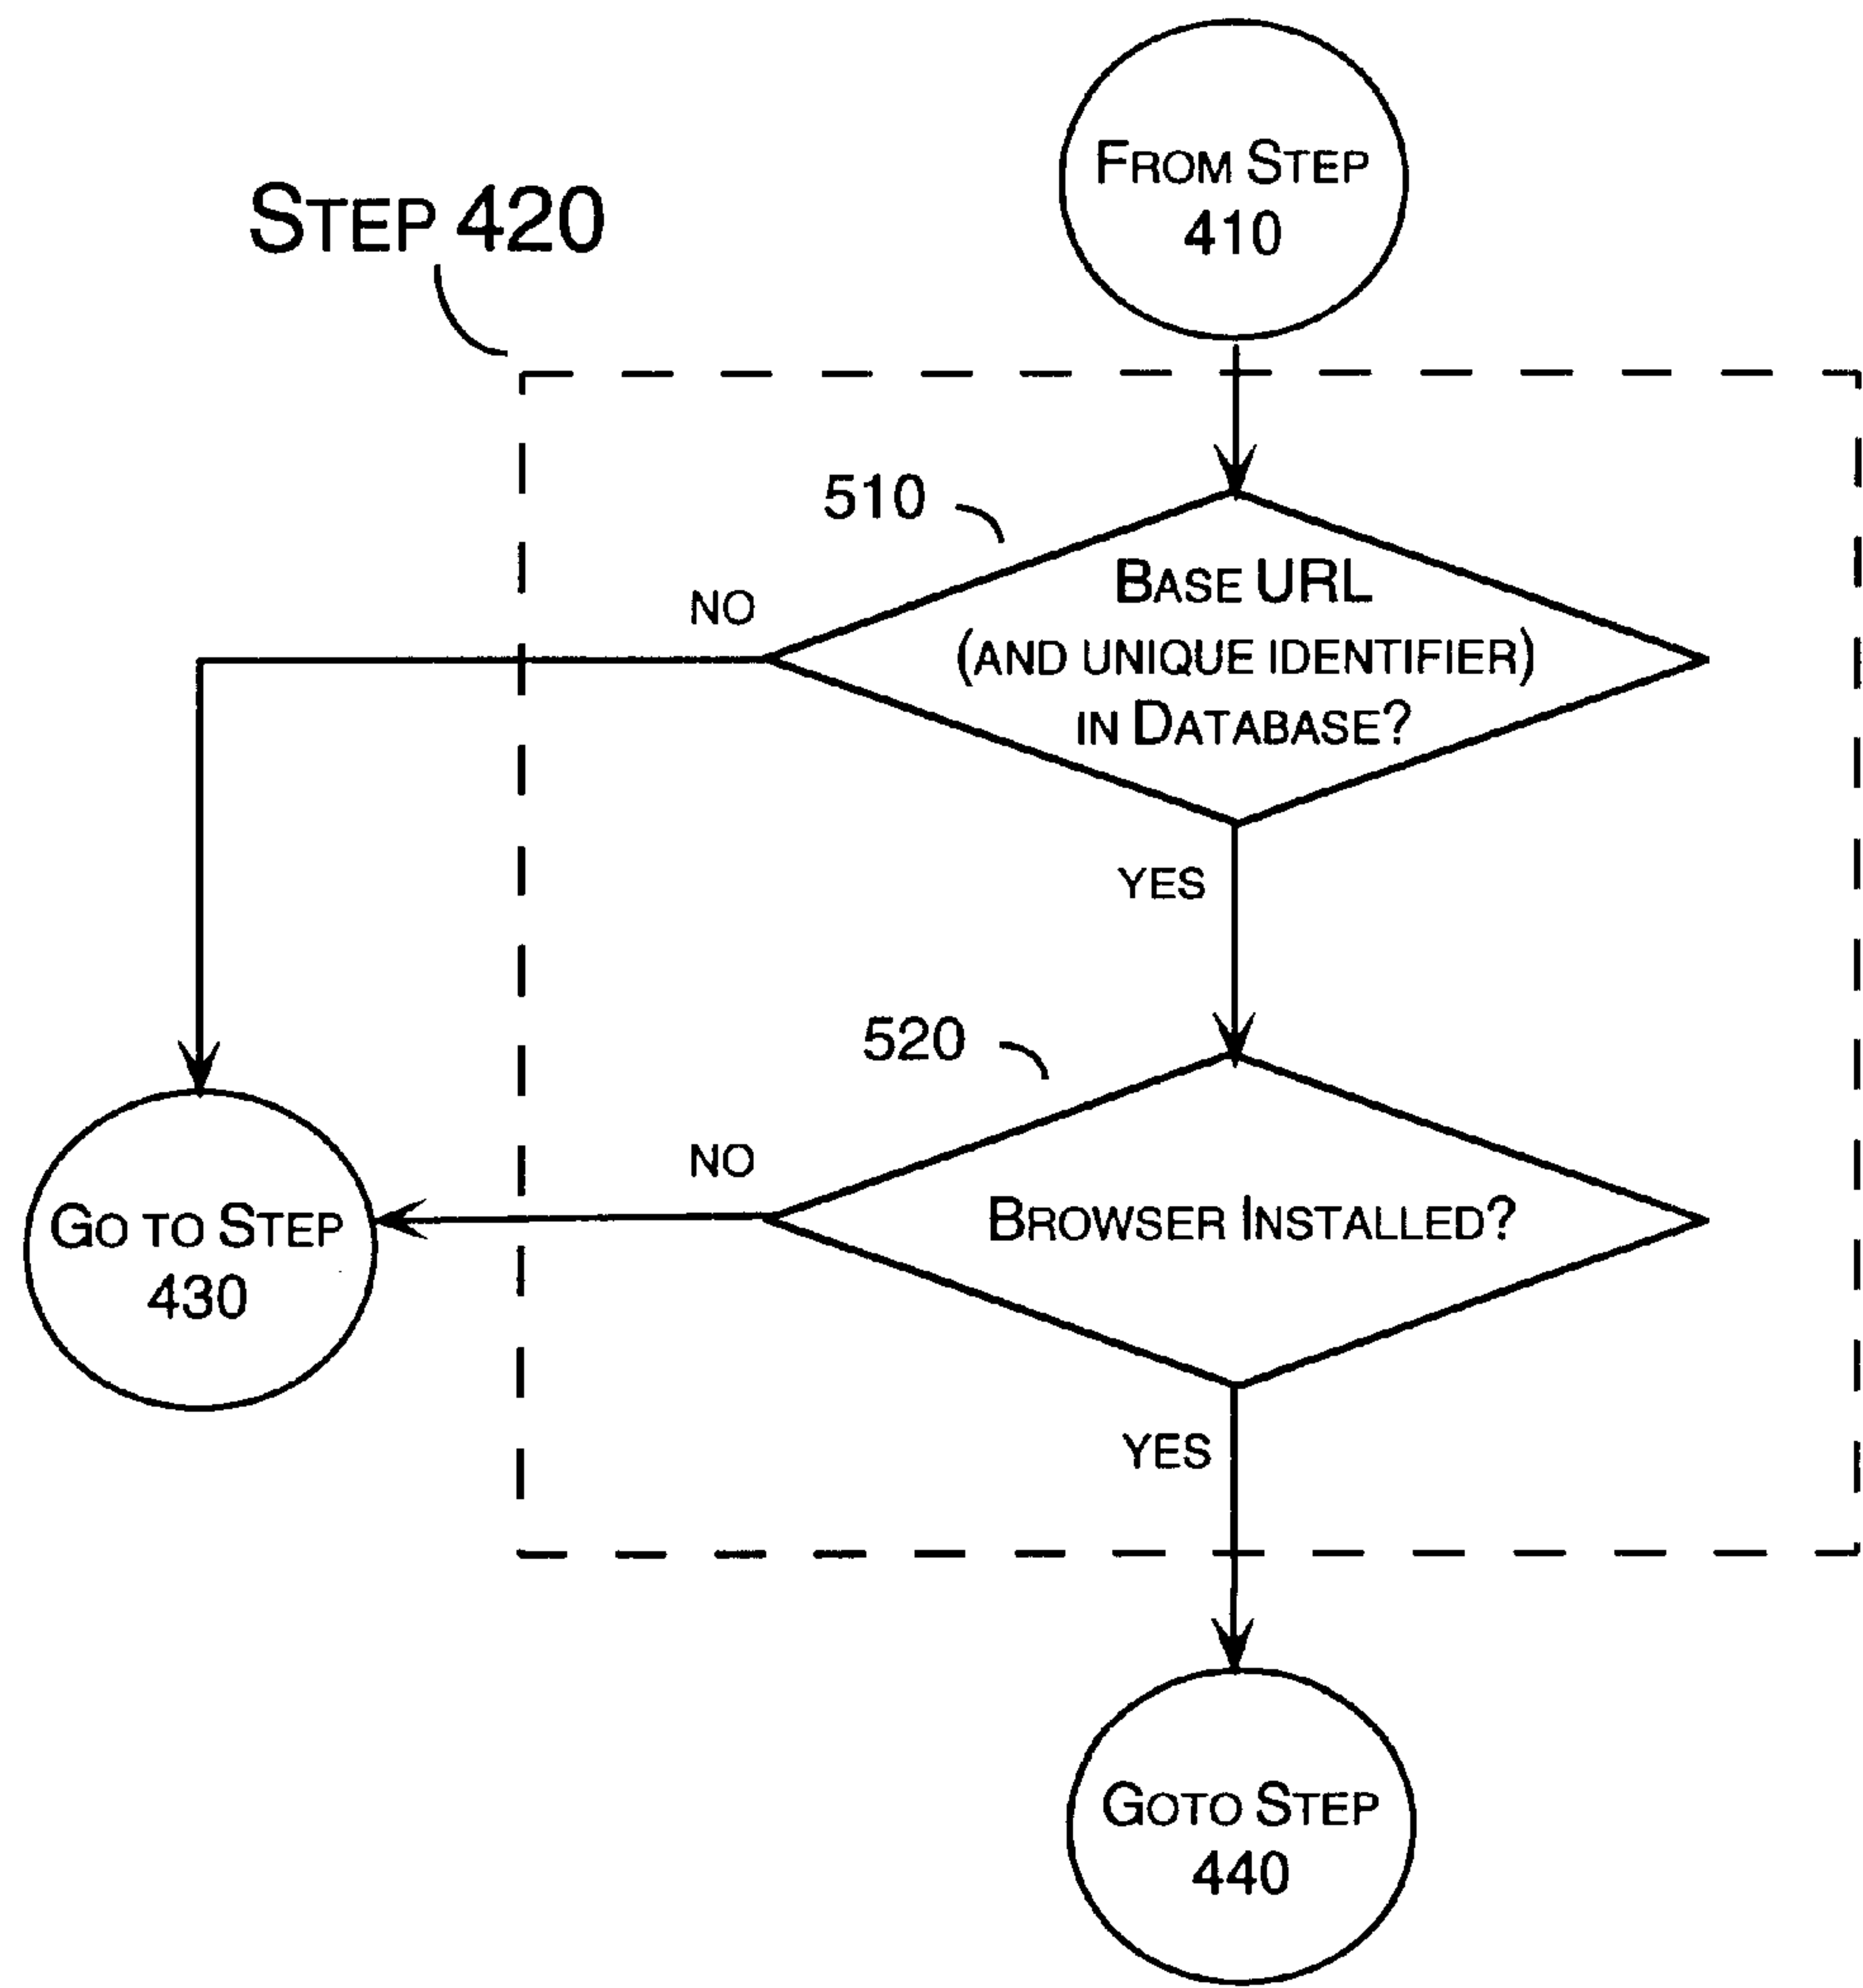 FROM STEP
410
STEP 420
510
BASE URL
(AND UNIQUE IDENTIFIER)
IN DATABASE?
NO
YES
520
NO
BROWSER INSTALLED?
GO TO STEP
430
YES
GOTO STEP
440